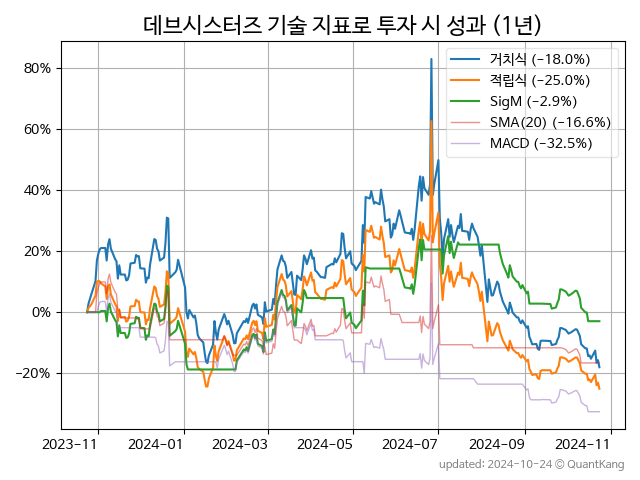 데브시스터즈 기술 지표로 투자 시 성과 (1년)
거치식 (−18.0%)
적립식 (−25.0%)
SigM (−2.9%)
SMA(20) (−16.6%)
MACD (−32.5%)
80%
60%
40%
20%
0%
−20%
2023−11 2024−01 2024−03 2024−05 2024−07 2024−09 2024−11
updated: 2024-10-24 © QuantKang